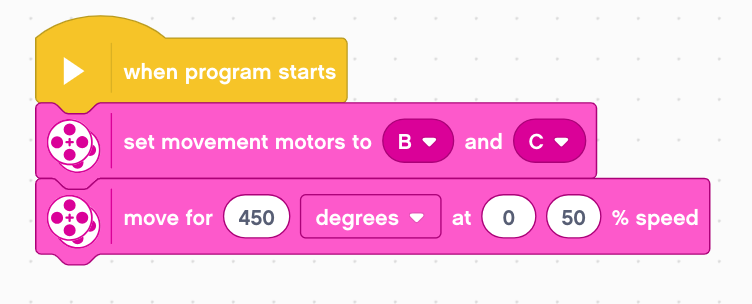 when program starts
set movement motors to B and C
move for 450 degrees at 0 50 % speed